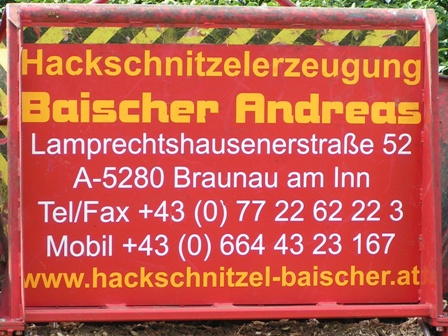 Hackschnitzelerzeugung
Baischer Andreas
Lamprechtshausenerstraße 52
A-5280 Braunau am Inn
Tel/Fax +43 (0) 77 22 62 22 3
Mobil +43 (0) 664 43 23 167
www.hackschnitzel-baischer.at